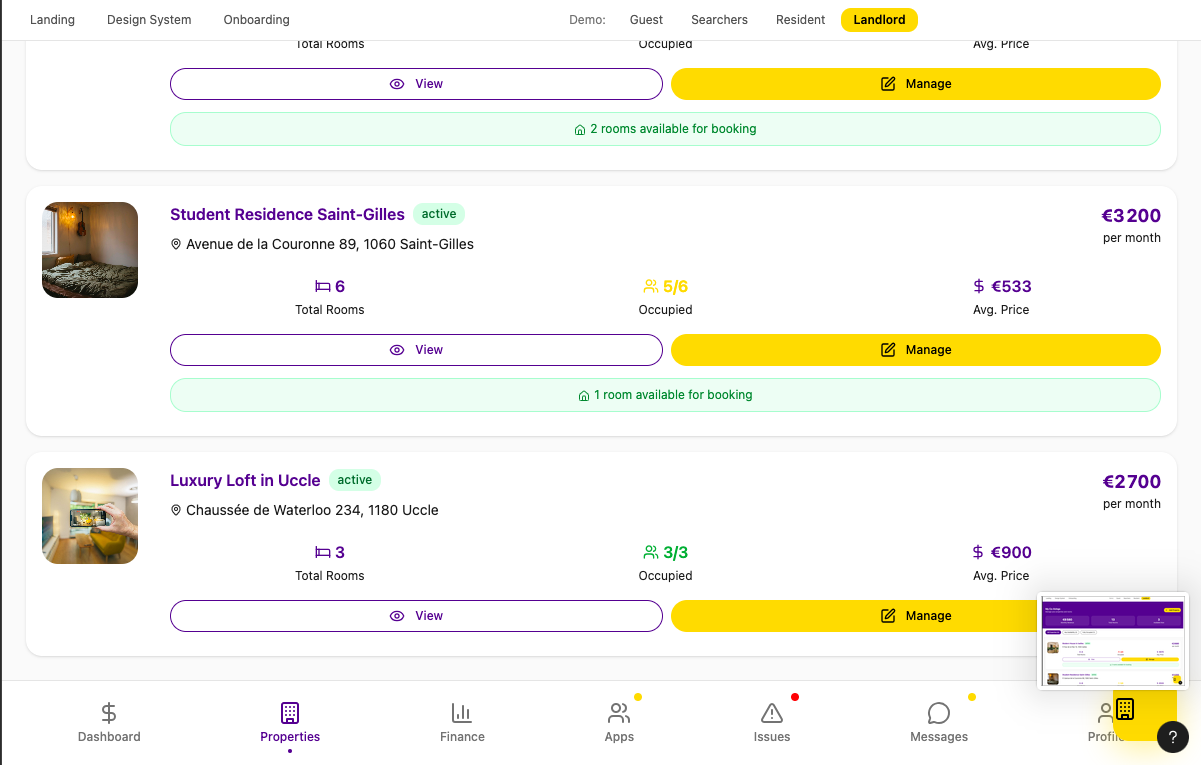 Landing Design System Onboarding Demo: Guest Searchers Resident Landlord
Total Rooms Occupied Avg. Price
View Manage
2 rooms available for booking
Student Residence Saint-Gilles active €3 200
Avenue de la Couronne 89, 1060 Saint-Gilles per month
6 5/6 $ €533
Total Rooms Occupied Avg. Price
View Manage
1 room available for booking
Luxury Loft in Uccle active €2 700
Chaussée de Waterloo 234, 1180 Uccle per month
3 3/3 $ €900
Total Rooms Occupied Avg. Price
View Manage
Dashboard Properties Finance Apps Issues Messages Profile
?